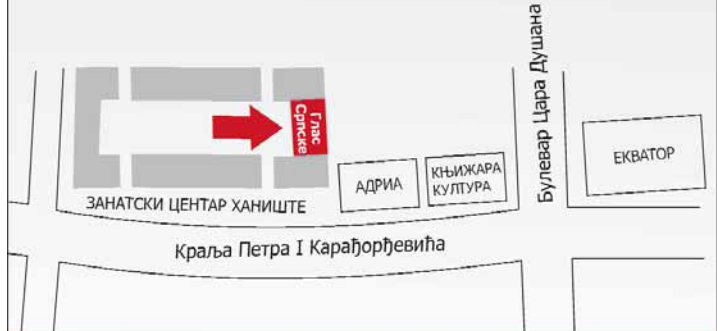 Булевар Цара Душана
Глас
Српске
АДРИА
КЊИЖАРА
КУЛТУРА
ЕКВАТОР
ЗАНАТСКИ ЦЕНТАР ХАНИШТЕ
Краља Петра I Карађорђевића